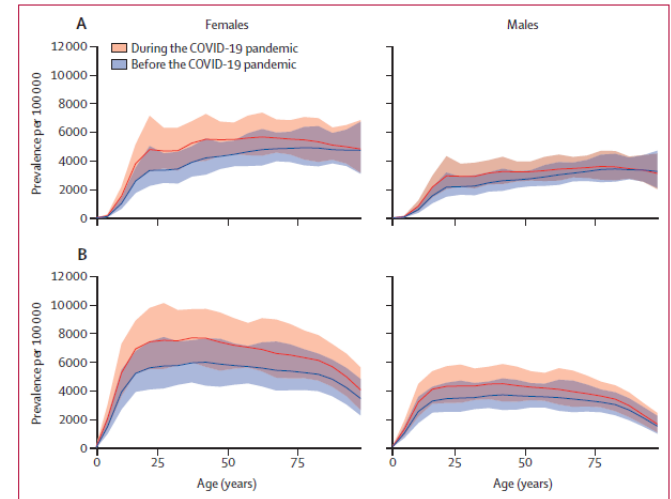 A
Females
Males
During the COVID-19 pandemic
Before the COVID-19 pandemic
Prevalence per 100 000
12000
10000
8000
6000
4000
2000
0
B
Prevalence per 100 000
12000
10000
8000
6000
4000
2000
0
0 25 50 75
Age (years)
0 25 50 75
Age (years)